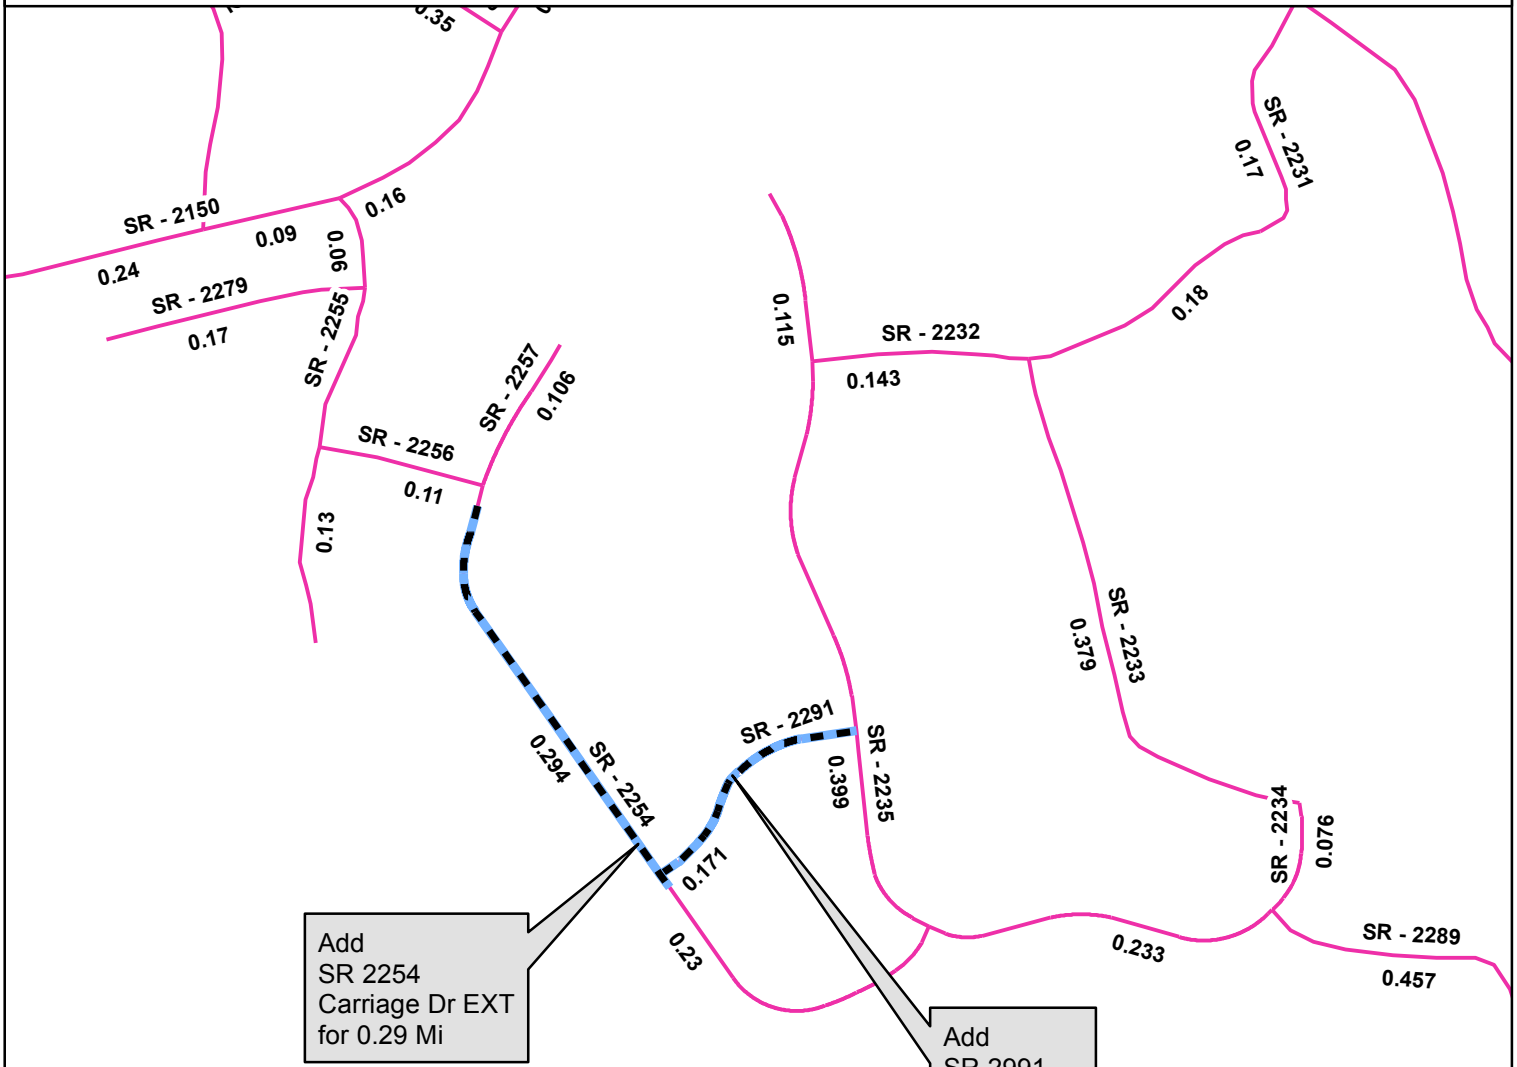 0.35
SR - 2231
0.17
SR - 2150
0.16
0.09
0.06
0.24
SR - 2279
0.17
SR - 2255
0.18
0.115
SR - 2232
0.143
SR - 2257
0.106
SR - 2256
0.11
0.13
SR - 2233
0.379
SR - 2291
0.399
SR - 2235
SR - 2254
0.294
0.171
SR - 2234
0.076
0.23
0.233
SR - 2289
0.457
Add
SR 2254
Carriage Dr EXT
for 0.29 Mi
Add
SR 2991